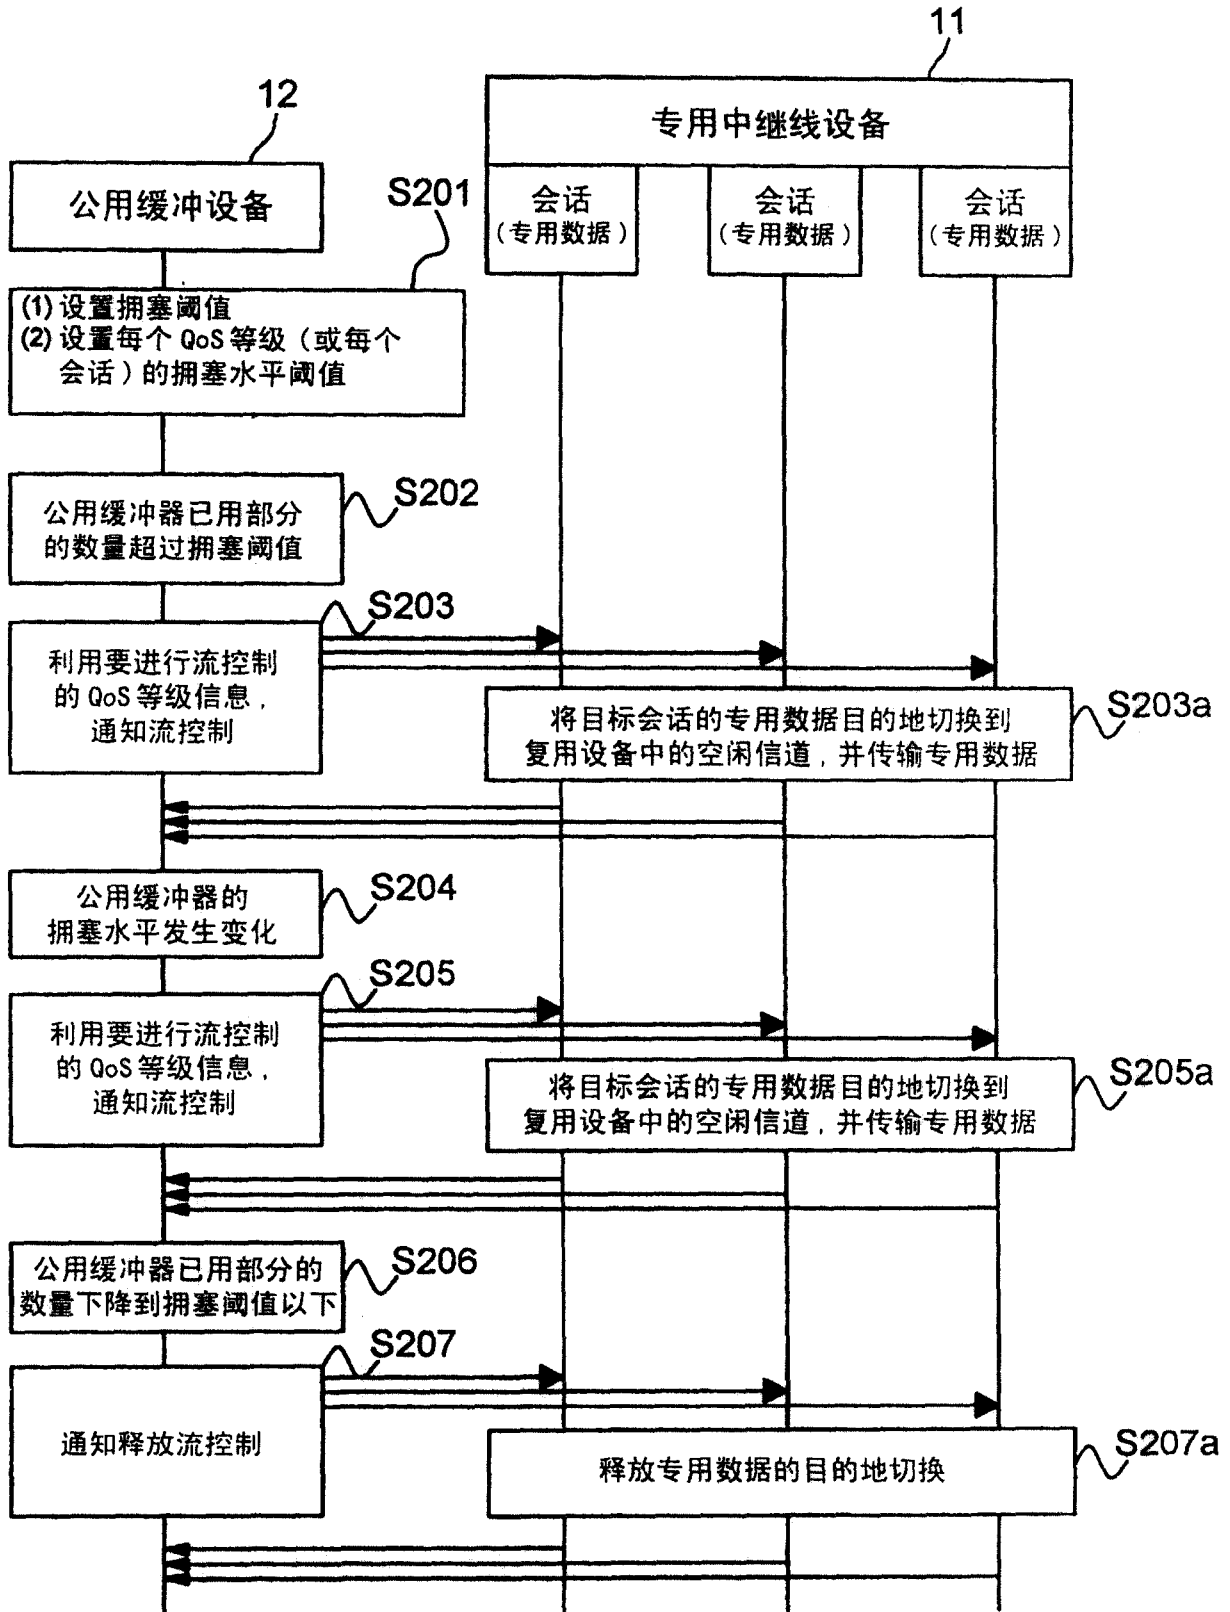 11
12
专用中继线设备
公用缓冲设备
S201
会话
(专用数据)
会话
(专用数据)
会话
(专用数据)
(1) 设置拥塞阈值
(2) 设置每个 QoS 等级 (或每个
会话) 的拥塞水平阈值
S202
公用缓冲器已用部分
的数量超过拥塞阈值
S203
利用要进行流控制
的 QoS 等级信息,
通知流控制
S203a
将目标会话的专用数据目的地切换到
复用设备中的空闲信道, 并传输专用数据
S204
公用缓冲器的
拥塞水平发生变化
S205
利用要进行流控制
的 QoS 等级信息,
通知流控制
S205a
将目标会话的专用数据目的地切换到
复用设备中的空闲信道, 并传输专用数据
S206
公用缓冲器已用部分的
数量下降到拥塞阈值以下
S207
通知释放流控制
S207a
释放专用数据的目的地切换